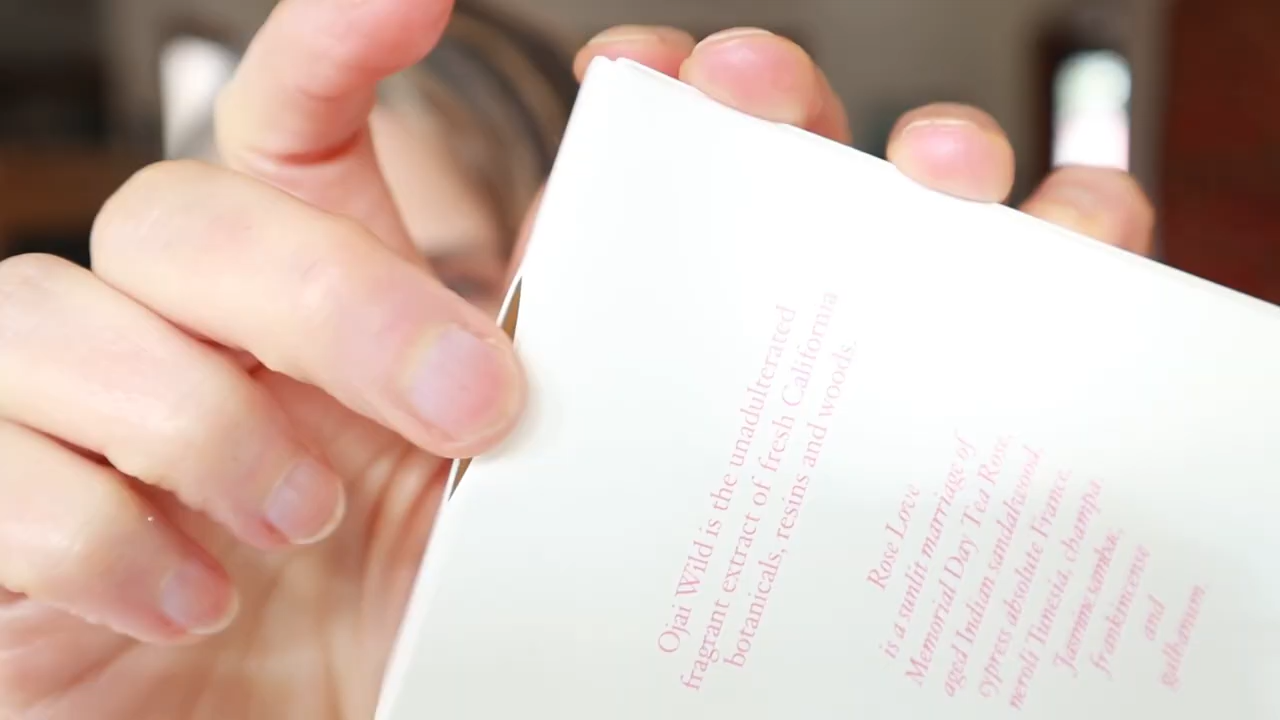 Ojai Wild is the unadulterated
fragrant extract of fresh California
botanicals, resins and woods.
Rose Love
is a sunlit marriage of
Memorial Day Tea Rose,
aged Indian sandalwood,
cypress absolute France,
neroli Tunesia, champa
Jasmine sambac,
frankincense
and
galbanum.